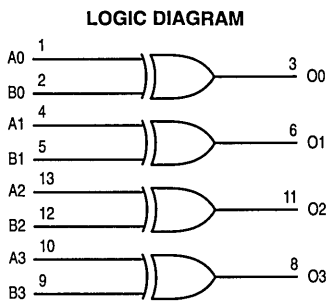 LOGIC DIAGRAM
A0 1
B0 2
3 O0
A1 4
B1 5
6 O1
A2 13
B2 12
11 O2
A3 10
B3 9
8 O3